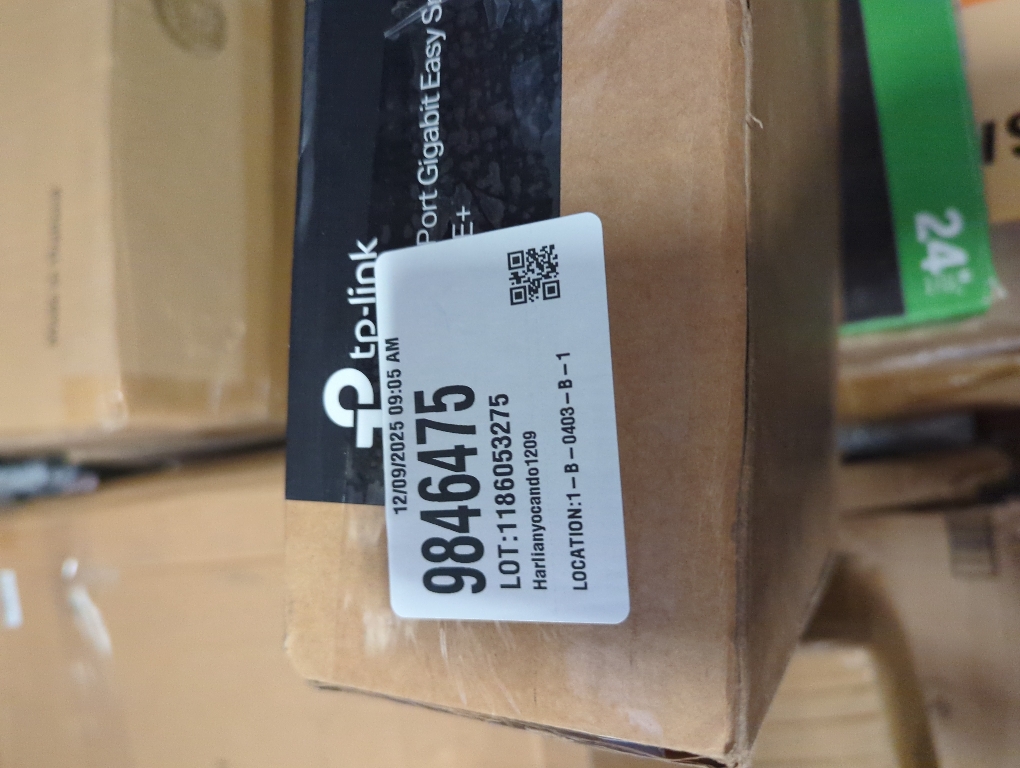 tp-link
Port Gigabit Easy
E+
12/09/2025 09:05 AM
9846475
LOT:1186053275
Harlianyocando1209
LOCATION:1-B-0403-B-1
24